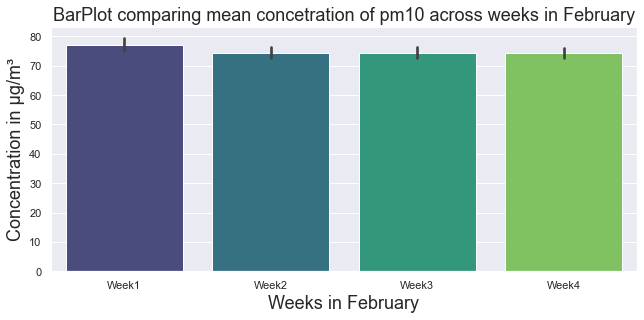 BarPlot comparing mean concetration of pm10 across weeks in February
Concentration in µg/m³
80
70
60
50
40
30
20
10
0
Week1 Week2 Week3 Week4
Weeks in February